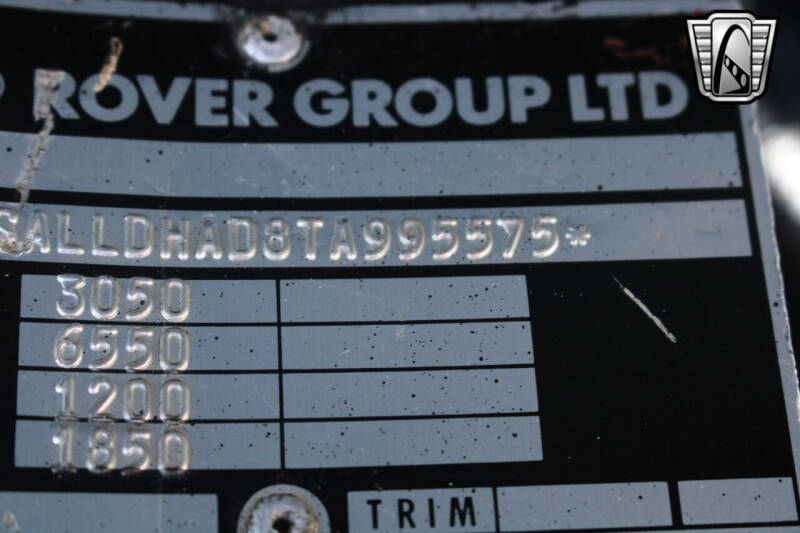 ROVER GROUP LTD
SALLDHAD8TA995575*
3050
6550
1200
1850
TRIM